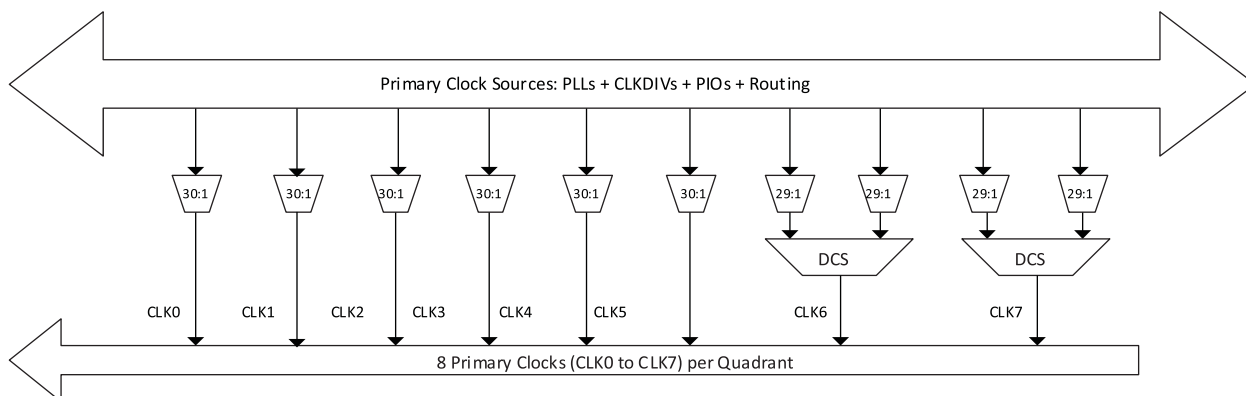 Primary Clock Sources: PLLs + CLKDIVs + PIOs + Routing
30:1 30:1 30:1 30:1 30:1 30:1 29:1 29:1 29:1 29:1
DCS DCS
CLK0 CLK1 CLK2 CLK3 CLK4 CLK5 CLK6 CLK7
8 Primary Clocks (CLK0 to CLK7) per Quadrant